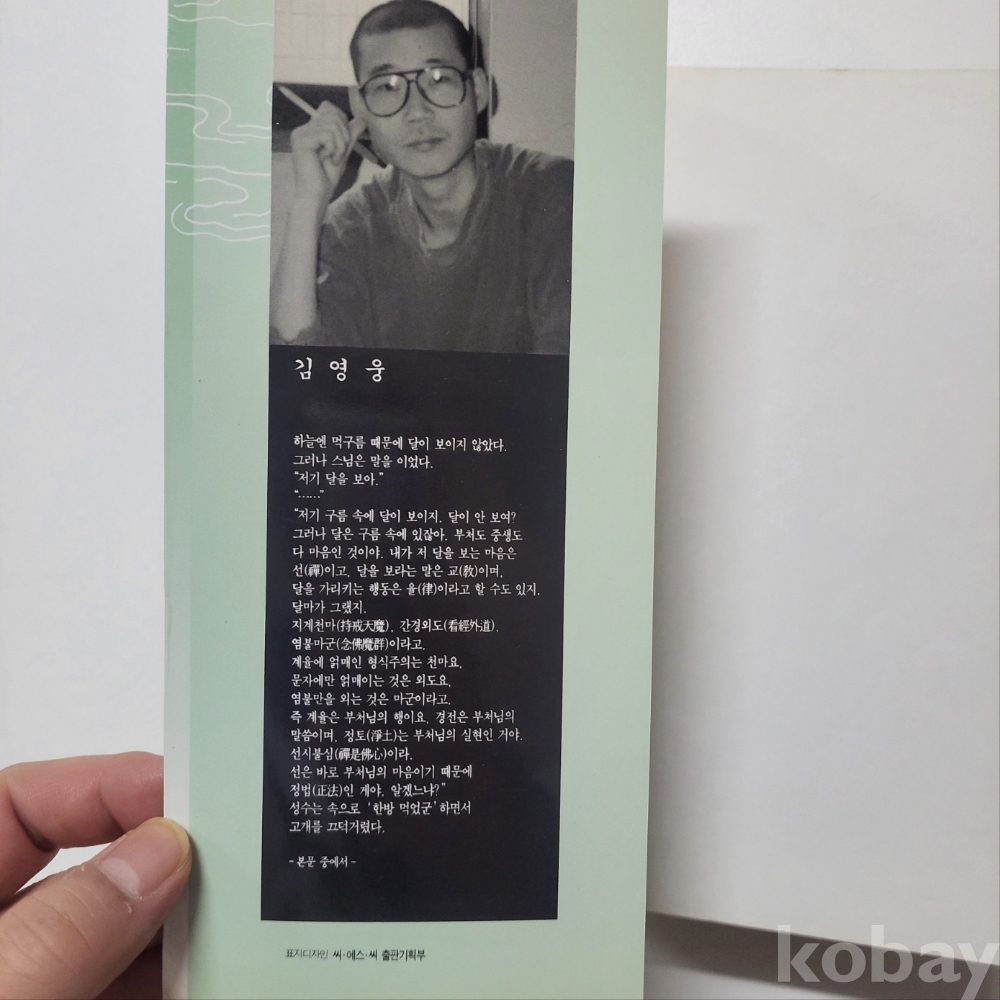 김영웅
하늘엔 먹구름 때문에 달이 보이지 않았다.
그러나 스님은 말을 이었다.
“저기 달을 보아.”
“……”
“저기 구름 속에 달이 보이지. 달이 안 보여?
그러나 달은 구름 속에 있잖아. 부처도 중생도
다 마음인 것이야. 내가 저 달을 보는 마음은
선(禪)이고, 달을 보라는 말은 교(敎)이며,
달을 가리키는 행동은 율(律)이라고 할 수도 있지.
달마가 그랬지.
지계천마(持戒天魔), 간경외도(看經外道),
염불마군(念佛魔群)이라고.
계율에 얽매인 형식주의는 천마요,
문자에만 얽매이는 것은 외도요,
염불만을 외는 것은 마군이라고.
즉 계율은 부처님의 행이요, 경전은 부처님의
말씀이며, 정토(淨土)는 부처님의 실현인 거야.
선시불심(禪是佛心)이라.
선은 바로 부처님의 마음이기 때문에
정법(正法)인 게야. 알겠느냐?”
성수는 속으로 ‘한방 먹었군’하면서
고개를 끄덕거렸다.
- 본문 중에서 -
표지디자인 씨·에스·씨 출판기획부
kobay